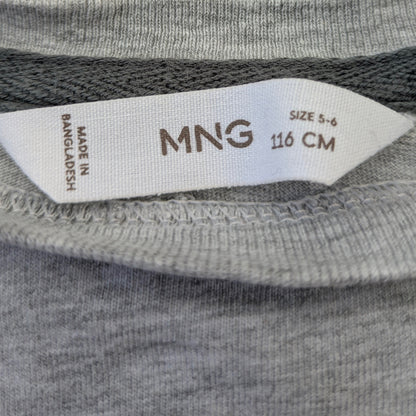 MADE IN
BANGLADESH
MNG
SIZE 5-6
116 CM